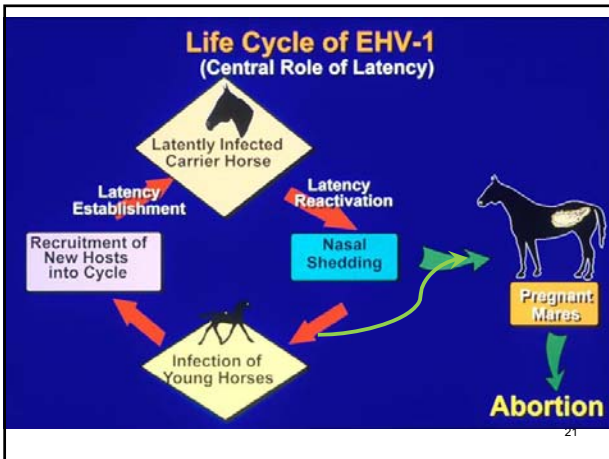 Life Cycle of EHV-1
(Central Role of Latency)
Latently Infected
Carrier Horse
Latency
Establishment
Latency
Reactivation
Recruitment of
New Hosts
into Cycle
Nasal
Shedding
Pregnant
Mares
Infection of
Young Horses
Abortion
21